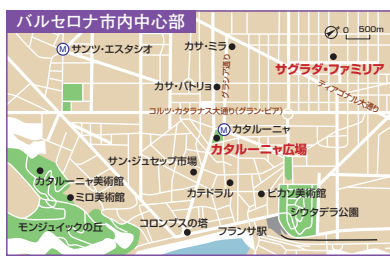 バルセロナ市内中心部
0 500m
M サンツ・エスタシオ
カサ・ミラ
サグラダ・ファミリア
グラシア通り
カサ・バトリョ
ディアゴナル大通り
コルツ・カタラナス大通り(グラン・ビア)
M カタルーニャ
カタルーニャ広場
サン・ジュセップ市場
カタルーニャ美術館
カテドラル
ピカソ美術館
ミロ美術館
シウタデラ公園
コロンブスの塔
モンジュイックの丘
フランサ駅